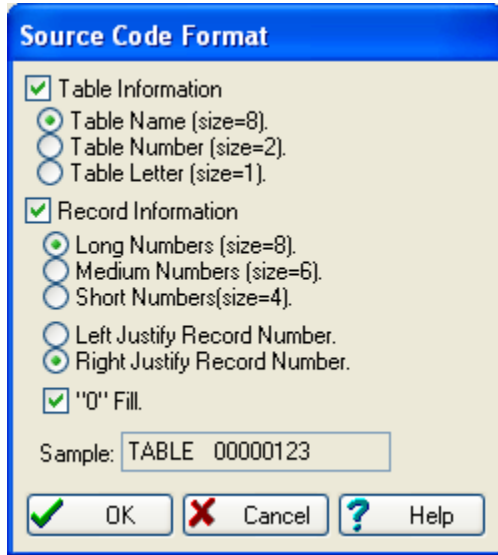 Source Code Format
Table Information
Table Name (size=8).
Table Number (size=2).
Table Letter (size=1).
Record Information
Long Numbers (size=8).
Medium Numbers (size=6).
Short Numbers(size=4).
Left Justify Record Number.
Right Justify Record Number.
"0" Fill.
Sample: TABLE   00000123
OK Cancel Help